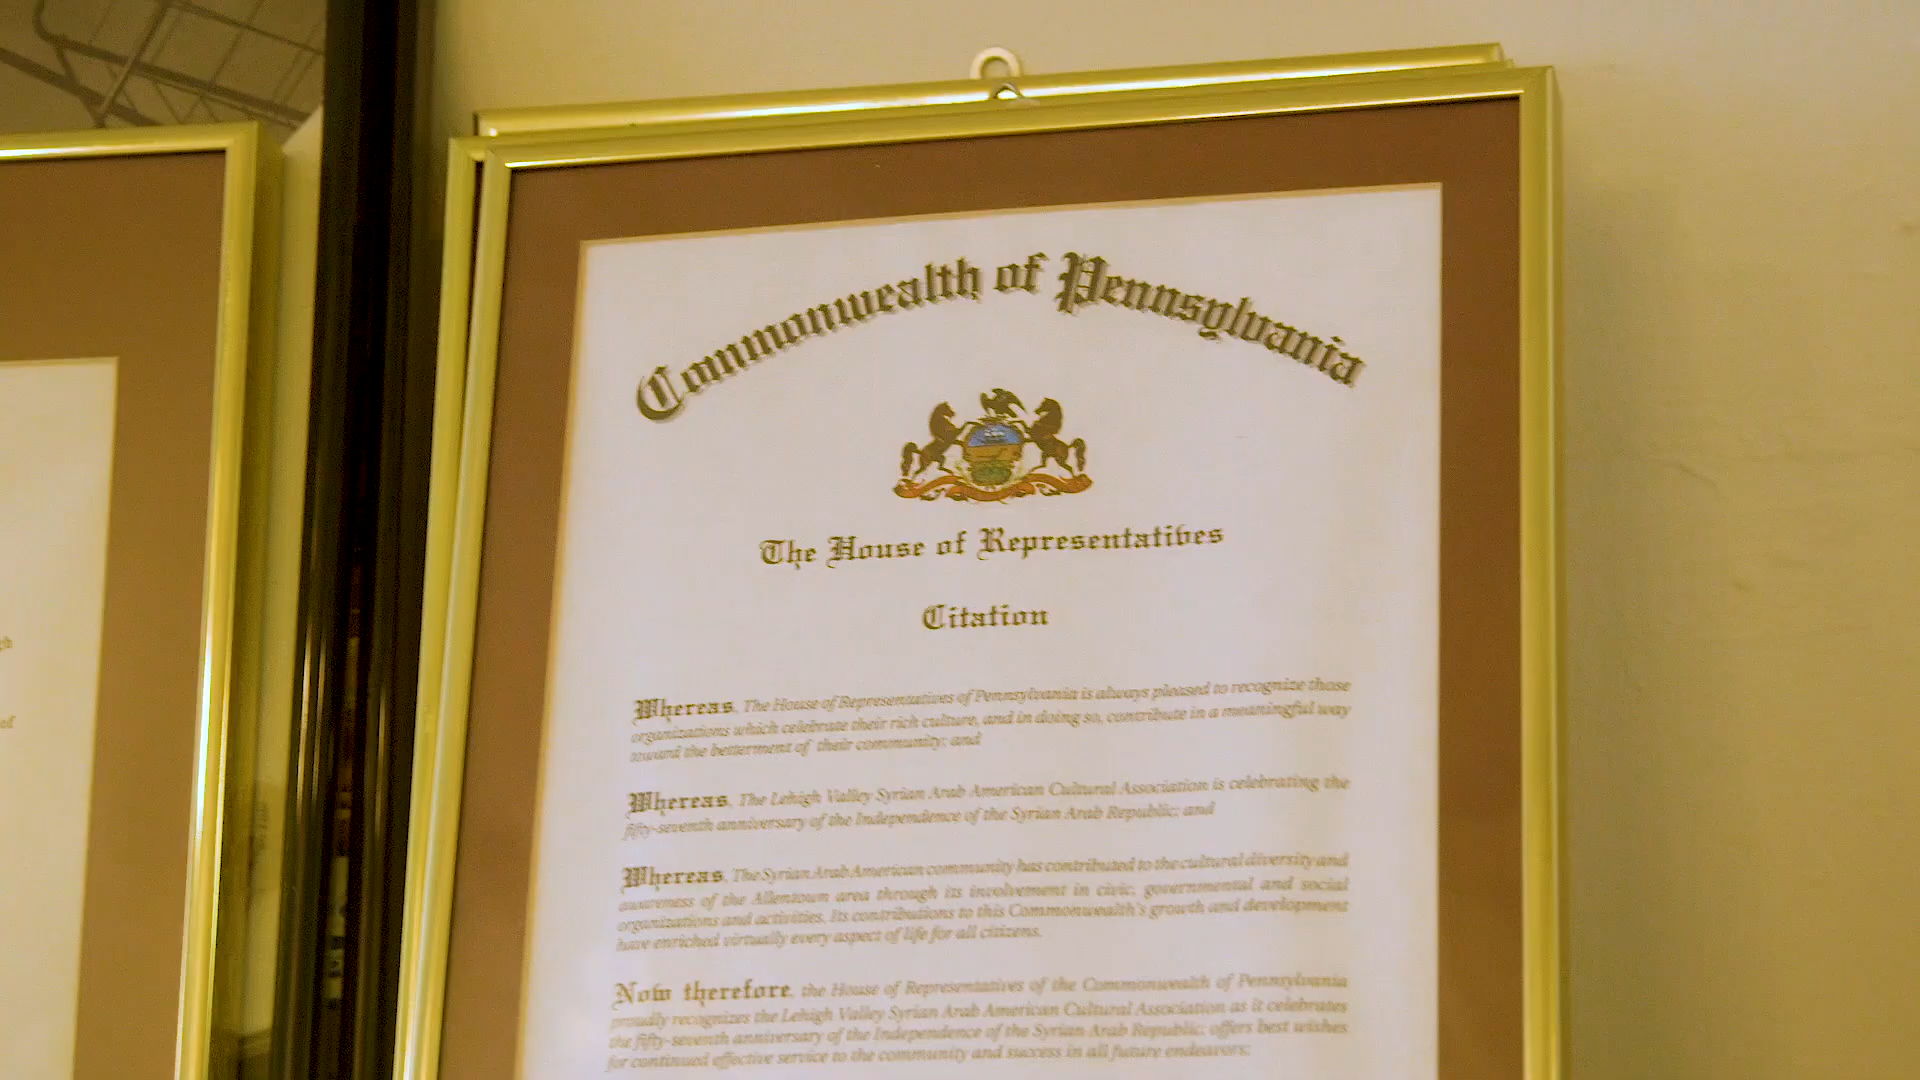 Commonwealth of Pennsylvania
The House of Representatives
Citation
Whereas, The House of Representatives of Pennsylvania is always pleased to recognize those
organizations which celebrate their rich culture, and in doing so, contribute in a meaningful way
toward the betterment of their community; and
Whereas, The Lehigh Valley Syrian Arab American Cultural Association is celebrating the
fifty-seventh anniversary of the Independence of the Syrian Arab Republic; and
Whereas, The Syrian Arab American community has contributed to the cultural diversity and
awareness of the Allentown area through its involvement in civic, governmental and social
organizations and activities. Its contributions to this Commonwealth's growth and development
have enriched virtually every aspect of life for all citizens.
Now therefore, the House of Representatives of the Commonwealth of Pennsylvania
proudly recognizes the Lehigh Valley Syrian Arab American Cultural Association as it celebrates
the fifty-seventh anniversary of the Independence of the Syrian Arab Republic; offers best wishes
for continued effective service to the community and success in all future endeavors;
of